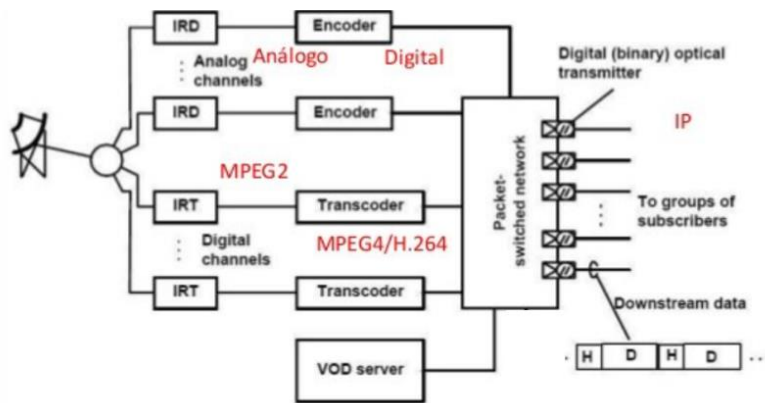 IRD
Encoder
Analog
channels
Análogo
Digital
Digital (binary) optical
transmitter
IRD
Encoder
IP
MPEG2
IRT
Transcoder
Packet-
switched network
To groups of
subscribers
Digital
channels
MPEG4/H.264
IRT
Transcoder
Downstream data
VOD server
H D H D